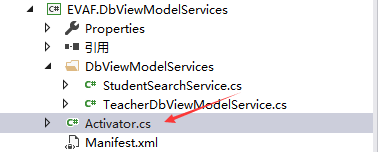 EVAF.DbViewModelServices
Properties
引用
DbViewModelServices
C# StudentSearchService.cs
C# TeacherDbViewModelService.cs
C# Activator.cs
Manifest.xml